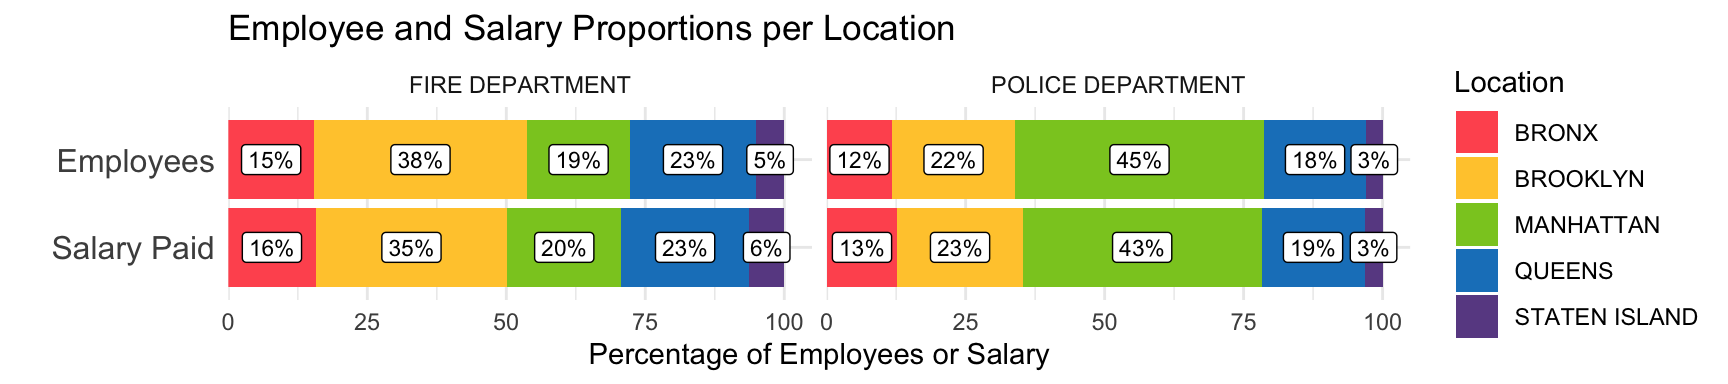 Employee and Salary Proportions per Location
FIRE DEPARTMENT
POLICE DEPARTMENT
Employees
15%
38%
19%
23%
5%
12%
22%
45%
18%
3%
Salary Paid
16%
35%
20%
23%
6%
13%
23%
43%
19%
3%
0
25
50
75
100
0
25
50
75
100
Percentage of Employees or Salary
Location
BRONX
BROOKLYN
MANHATTAN
QUEENS
STATEN ISLAND